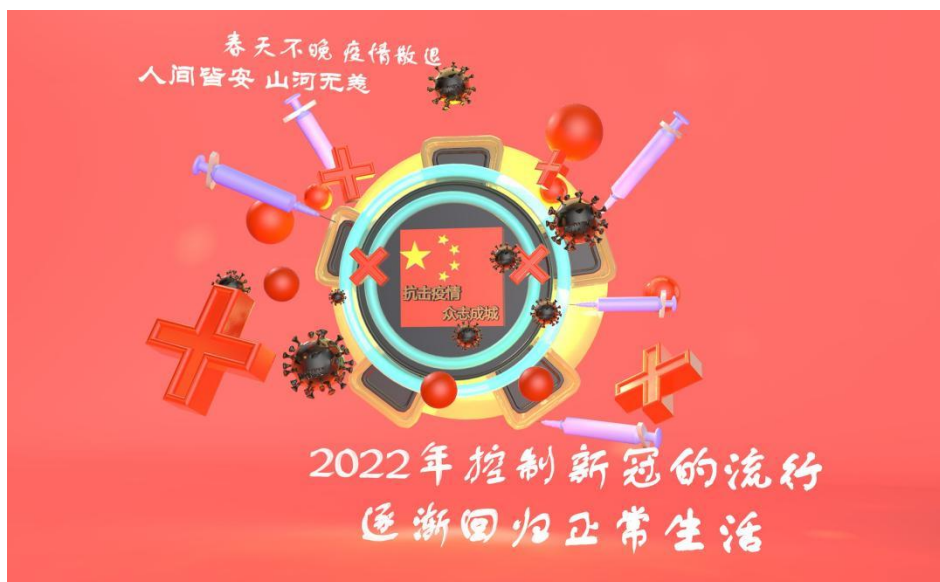 春天不晚 疫情散退
人间皆安 山河无恙
抗击疫情
众志成城
2022年控制新冠的流行
逐渐回归正常生活